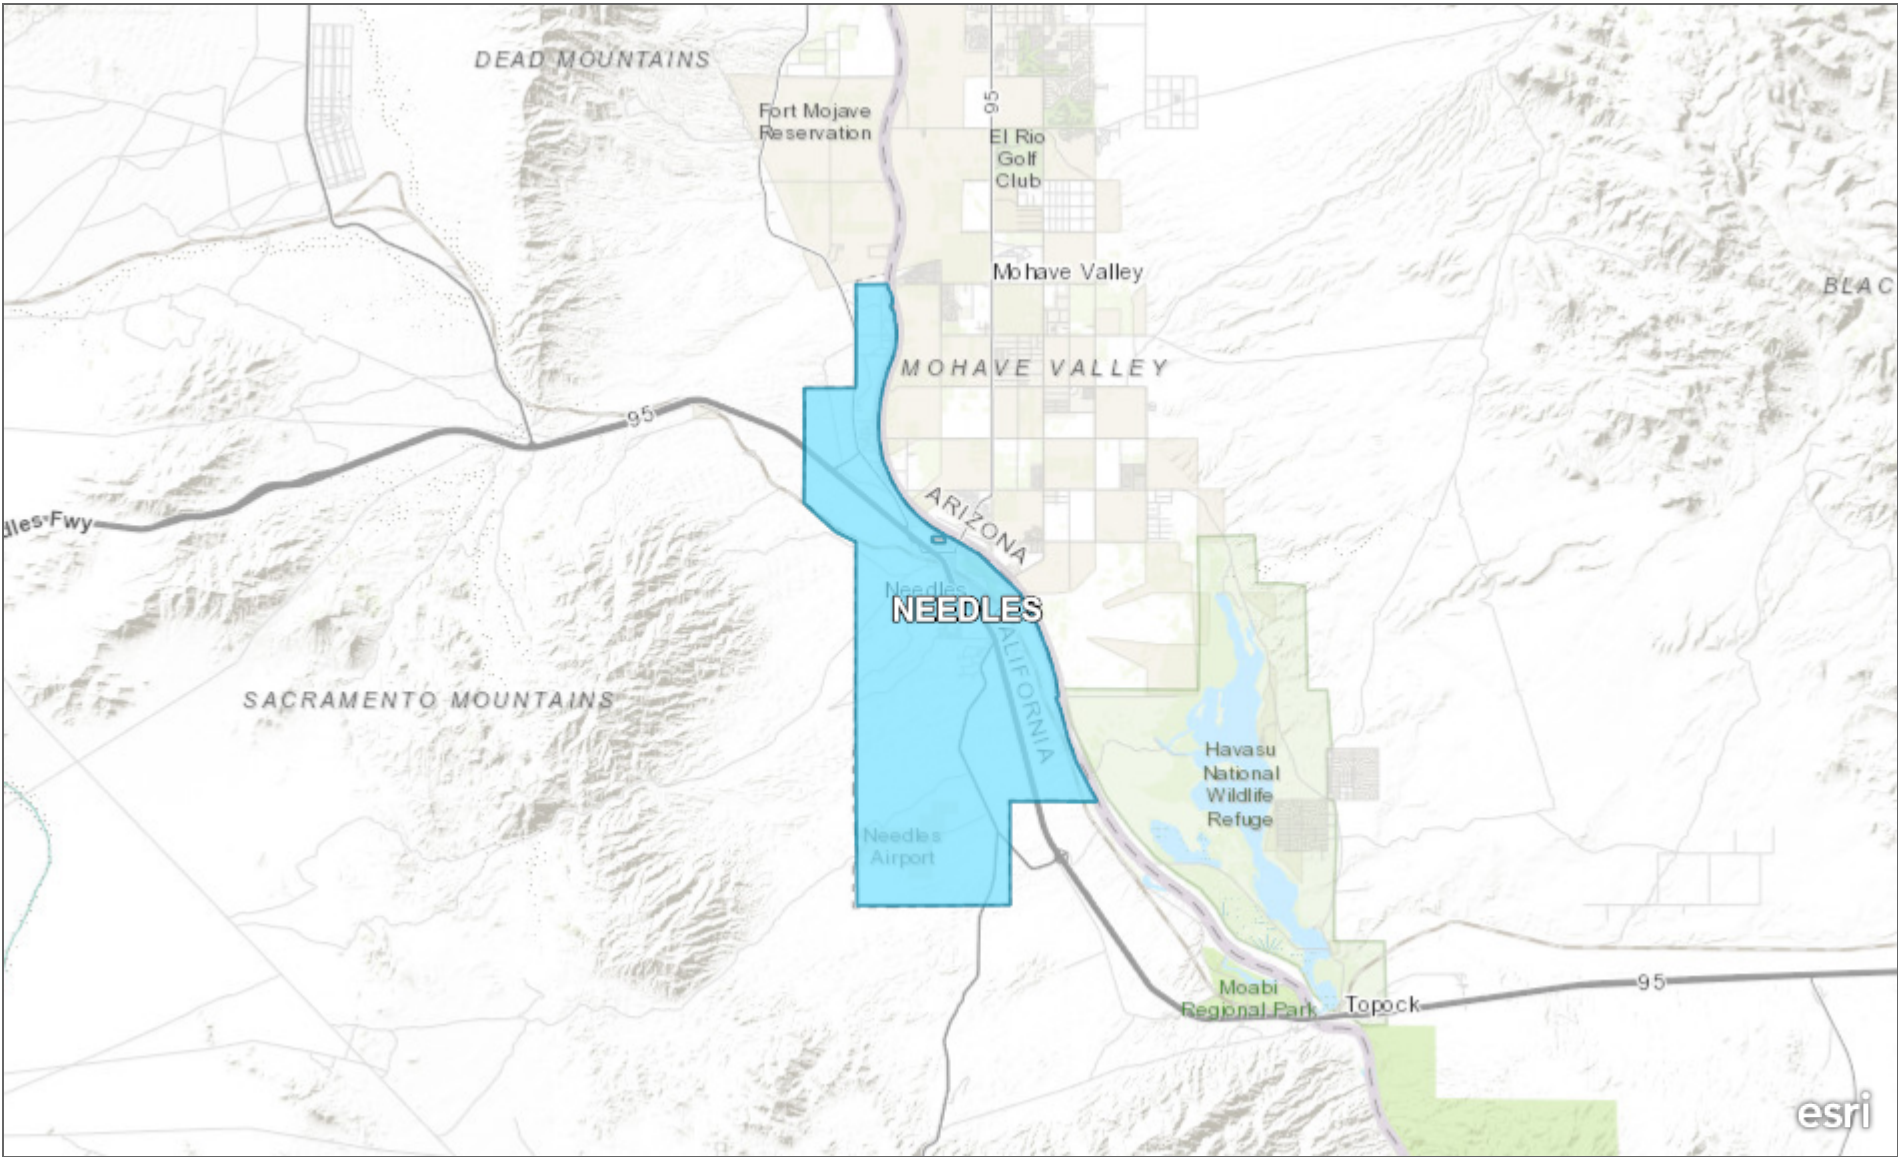 DEAD MOUNTAINS
95
Fort Mojave
Reservation
El Rio
Golf
Club
Mohave Valley
BLAC
MOHAVE VALLEY
95
dles Fwy
ARIZONA
Needles
NEEDLES
ALIFORNIA
SACRAMENTO MOUNTAINS
Havasu
National
Wildlife
Refuge
Needles
Airport
Moabi
Regional Park
Topock
95
esri